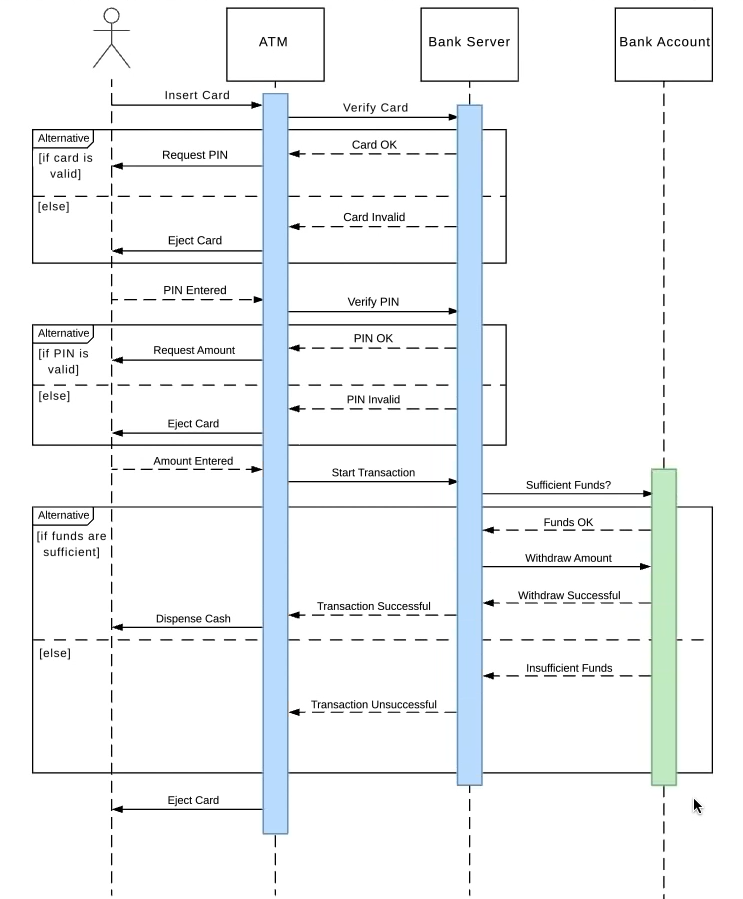 ATM
Bank Server
Bank Account
Insert Card
Verify Card
Alternative
Card OK
[if card is
valid]
Request PIN
[else]
Card Invalid
Eject Card
PIN Entered
Verify PIN
Alternative
PIN OK
[if PIN is
valid]
Request Amount
[else]
PIN Invalid
Eject Card
Amount Entered
Start Transaction
Sufficient Funds?
Alternative
Funds OK
[if funds are
sufficient]
Withdraw Amount
Withdraw Successful
Transaction Successful
Dispense Cash
[else]
Insufficient Funds
Transaction Unsuccessful
Eject Card